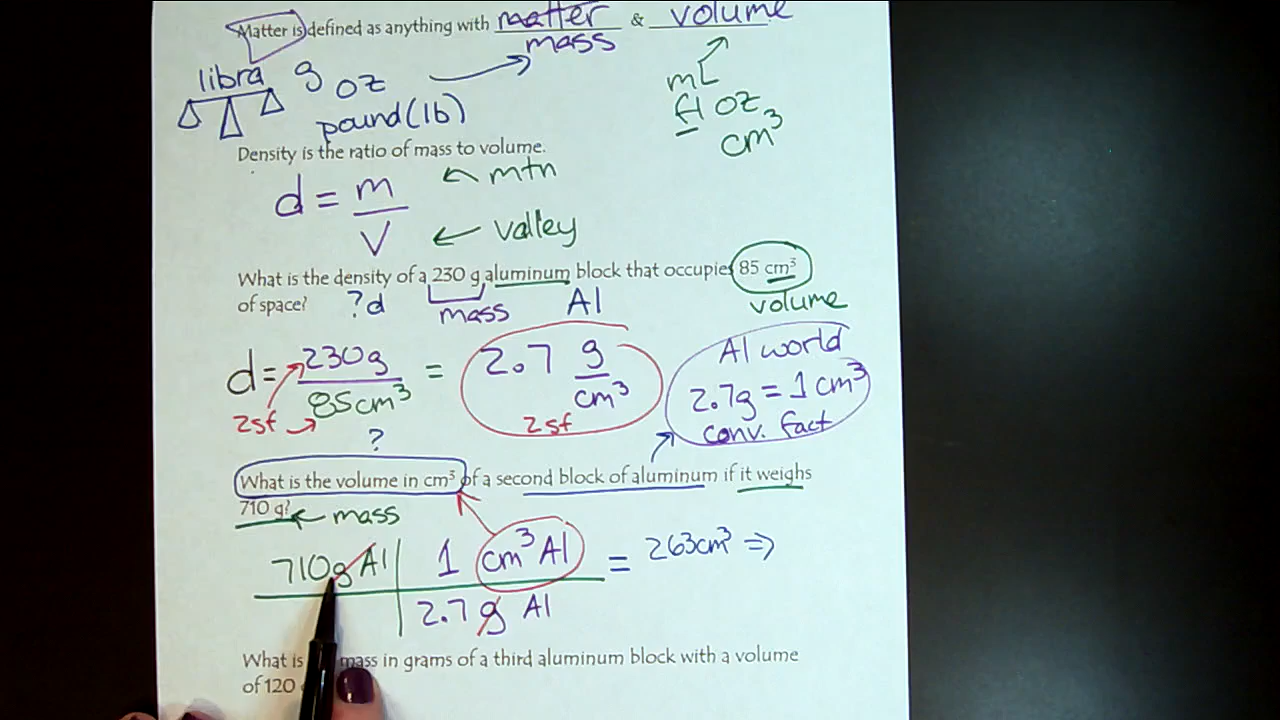 Matter is defined as anything with matter & volume
mass
libra g oz
pound (lb)
mL
fl oz
cm³
Density is the ratio of mass to volume.
d = m ← mtn
V ← valley
What is the density of a 230 g aluminum block that occupies 85 cm³
of space? ?d mass Al volume
d = 230g = 2.7 g
85cm³ cm³
2sf 2sf
Al world
2.7g = 1 cm³
conv. fact
?
What is the volume in cm³ of a second block of aluminum if it weighs
710 g? ← mass
710g Al 1 cm³ Al = 263cm³ ⇒
2.7 g Al
What is mass in grams of a third aluminum block with a volume
of 120